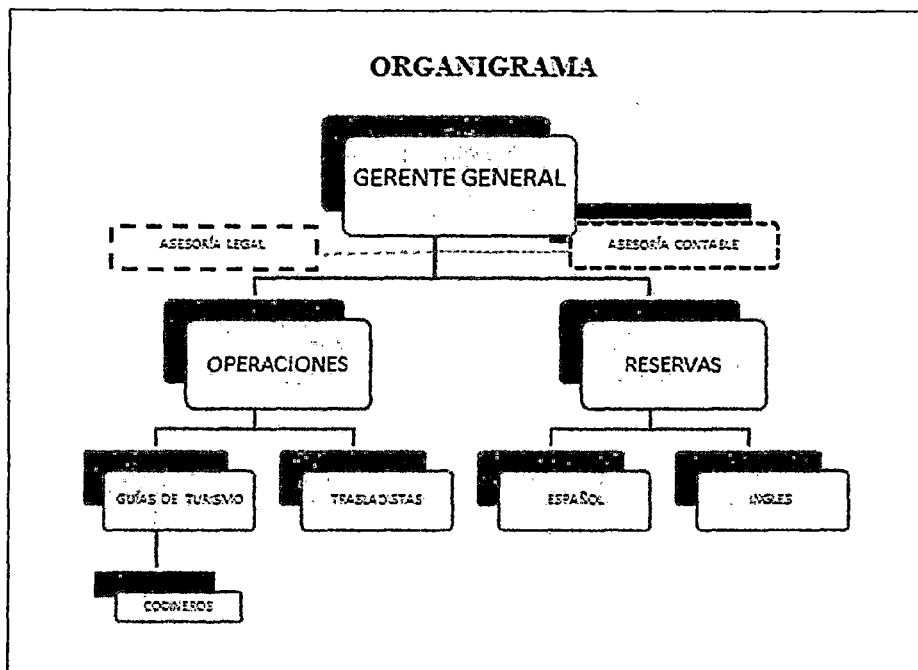 ORGANIGRAMA
GERENTE GENERAL
ASESORÍA LEGAL
ASESORÍA CONTABLE
OPERACIONES
RESERVAS
GUÍAS DE TURISMO
TRASLADISTAS
ESPAÑOL
INGLES
COCINEROS